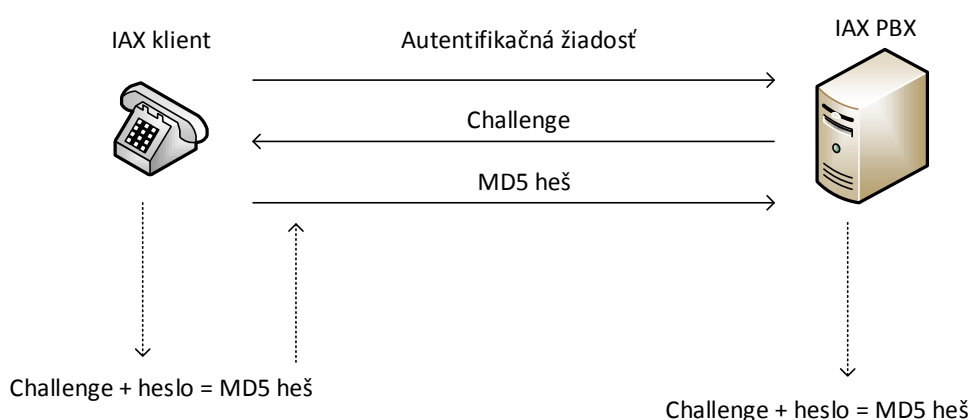 IAX klient
Autentifikačná žiadosť
IAX PBX
Challenge
MD5 heš
Challenge + heslo = MD5 heš
Challenge + heslo = MD5 heš